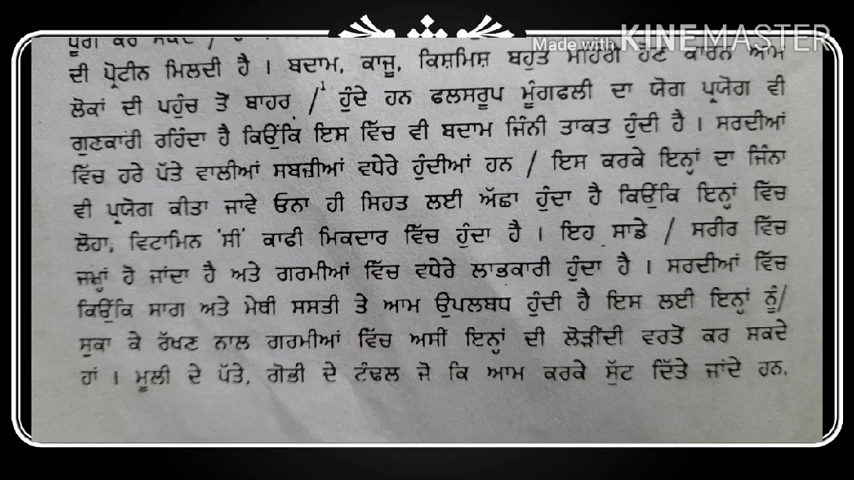 Made with KINEMASTER
ਪੂਰਾ ਕਰ
ਦੀ ਪ੍ਰੋਟੀਨ ਮਿਲਦੀ ਹੈ । ਬਦਾਮ, ਕਾਜੂ, ਕਿਸ਼ਮਿਸ਼ ਬਹੁਤ ਮਹਿੰਗੇ ਹੋਣ ਕਾਰਨ ਆਮ
ਲੋਕਾਂ ਦੀ ਪਹੁੰਚ ਤੋਂ ਬਾਹਰ / ਹੁੰਦੇ ਹਨ ਫਲਸਰੂਪ ਮੂੰਗਫਲੀ ਦਾ ਯੋਗ ਪ੍ਰਯੋਗ ਵੀ
ਗੁਣਕਾਰੀ ਰਹਿੰਦਾ ਹੈ ਕਿਉਂਕਿ ਇਸ ਵਿੱਚ ਵੀ ਬਦਾਮ ਜਿੰਨੀ ਤਾਕਤ ਹੁੰਦੀ ਹੈ । ਸਰਦੀਆਂ
ਵਿੱਚ ਹਰੇ ਪੱਤੇ ਵਾਲੀਆਂ ਸਬਜ਼ੀਆਂ ਵਧੇਰੇ ਹੁੰਦੀਆਂ ਹਨ / ਇਸ ਕਰਕੇ ਇਨ੍ਹਾਂ ਦਾ ਜਿੰਨਾ
ਵੀ ਪ੍ਰਯੋਗ ਕੀਤਾ ਜਾਵੇ ਓਨਾ ਹੀ ਸਿਹਤ ਲਈ ਅੱਛਾ ਹੁੰਦਾ ਹੈ ਕਿਉਂਕਿ ਇਨ੍ਹਾਂ ਵਿੱਚ
ਲੋਹਾ, ਵਿਟਾਮਿਨ 'ਸੀ' ਕਾਫੀ ਮਿਕਦਾਰ ਵਿੱਚ ਹੁੰਦਾ ਹੈ । ਇਹ ਸਾਡੇ / ਸਰੀਰ ਵਿੱਚ
ਜਮ੍ਹਾਂ ਹੋ ਜਾਂਦਾ ਹੈ ਅਤੇ ਗਰਮੀਆਂ ਵਿੱਚ ਵਧੇਰੇ ਲਾਭਕਾਰੀ ਹੁੰਦਾ ਹੈ । ਸਰਦੀਆਂ ਵਿੱਚ
ਕਿਉਂਕਿ ਸਾਗ ਅਤੇ ਮੇਥੀ ਸਸਤੀ ਤੇ ਆਮ ਉਪਲਬਧ ਹੁੰਦੀ ਹੈ ਇਸ ਲਈ ਇਨ੍ਹਾਂ ਨੂੰ/
ਸੁਕਾ ਕੇ ਰੱਖਣ ਨਾਲ ਗਰਮੀਆਂ ਵਿੱਚ ਅਸੀਂ ਇਨ੍ਹਾਂ ਦੀ ਲੋੜੀਂਦੀ ਵਰਤੋਂ ਕਰ ਸਕਦੇ
ਹਾਂ । ਮੂਲੀ ਦੇ ਪੱਤੇ, ਗੋਭੀ ਦੇ ਟੰਢਲ ਜੋ ਕਿ ਆਮ ਕਰਕੇ ਸੁੱਟ ਦਿੱਤੇ ਜਾਂਦੇ ਹਨ,